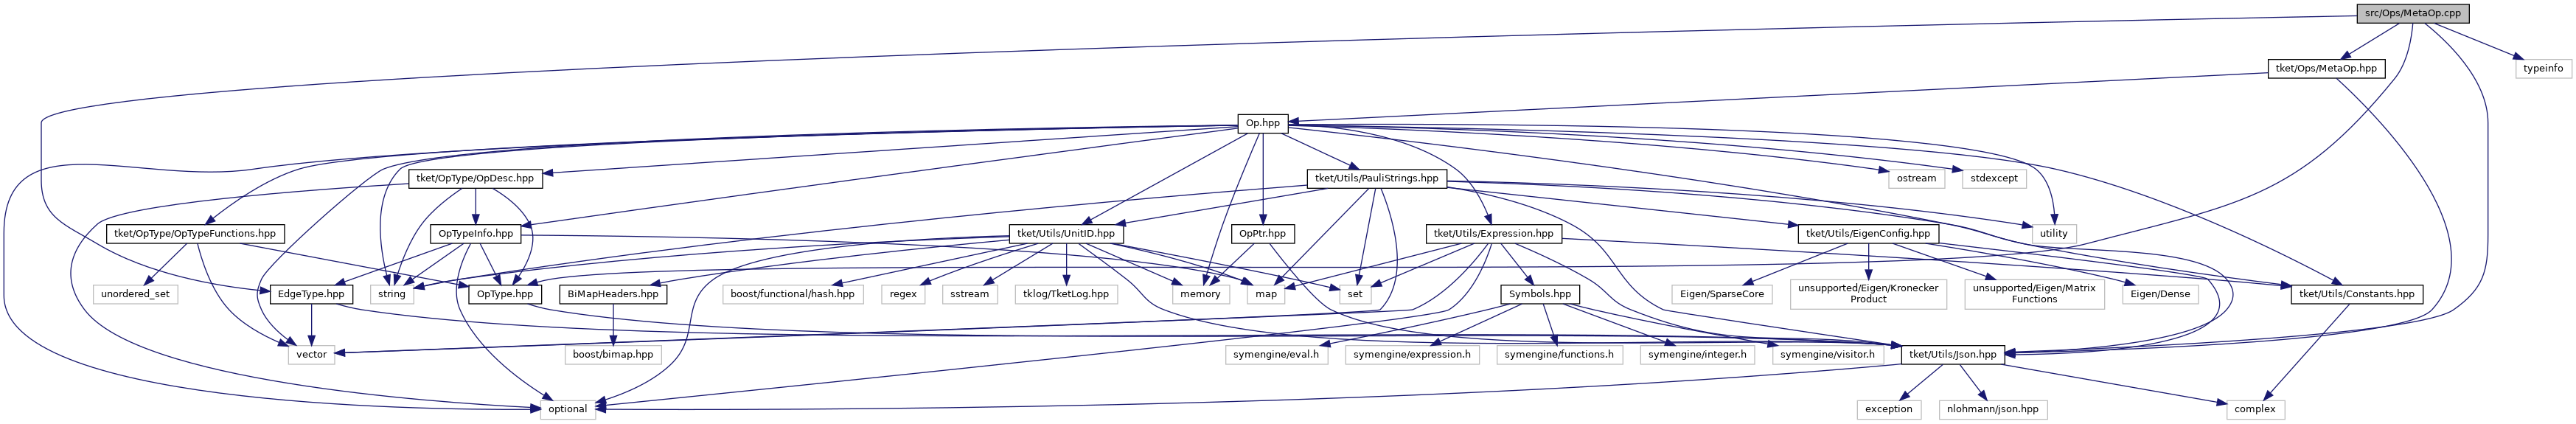 src/Ops/MetaOp.cpp
tket/Ops/MetaOp.hpp
typeinfo
Op.hpp
tket/OpType/OpDesc.hpp
tket/Utils/PauliStrings.hpp
ostream
stdexcept
tket/OpType/OpTypeFunctions.hpp
OpTypeInfo.hpp
tket/Utils/UnitID.hpp
OpPtr.hpp
tket/Utils/Expression.hpp
tket/Utils/EigenConfig.hpp
utility
unordered_set
EdgeType.hpp
string
OpType.hpp
BiMapHeaders.hpp
boost/functional/hash.hpp
regex
sstream
tklog/TketLog.hpp
memory
map
set
Symbols.hpp
Eigen/SparseCore
unsupported/Eigen/Kronecker
Product
unsupported/Eigen/Matrix
Functions
Eigen/Dense
tket/Utils/Constants.hpp
vector
boost/bimap.hpp
symengine/eval.h
symengine/expression.h
symengine/functions.h
symengine/integer.h
symengine/visitor.h
tket/Utils/Json.hpp
optional
exception
nlohmann/json.hpp
complex